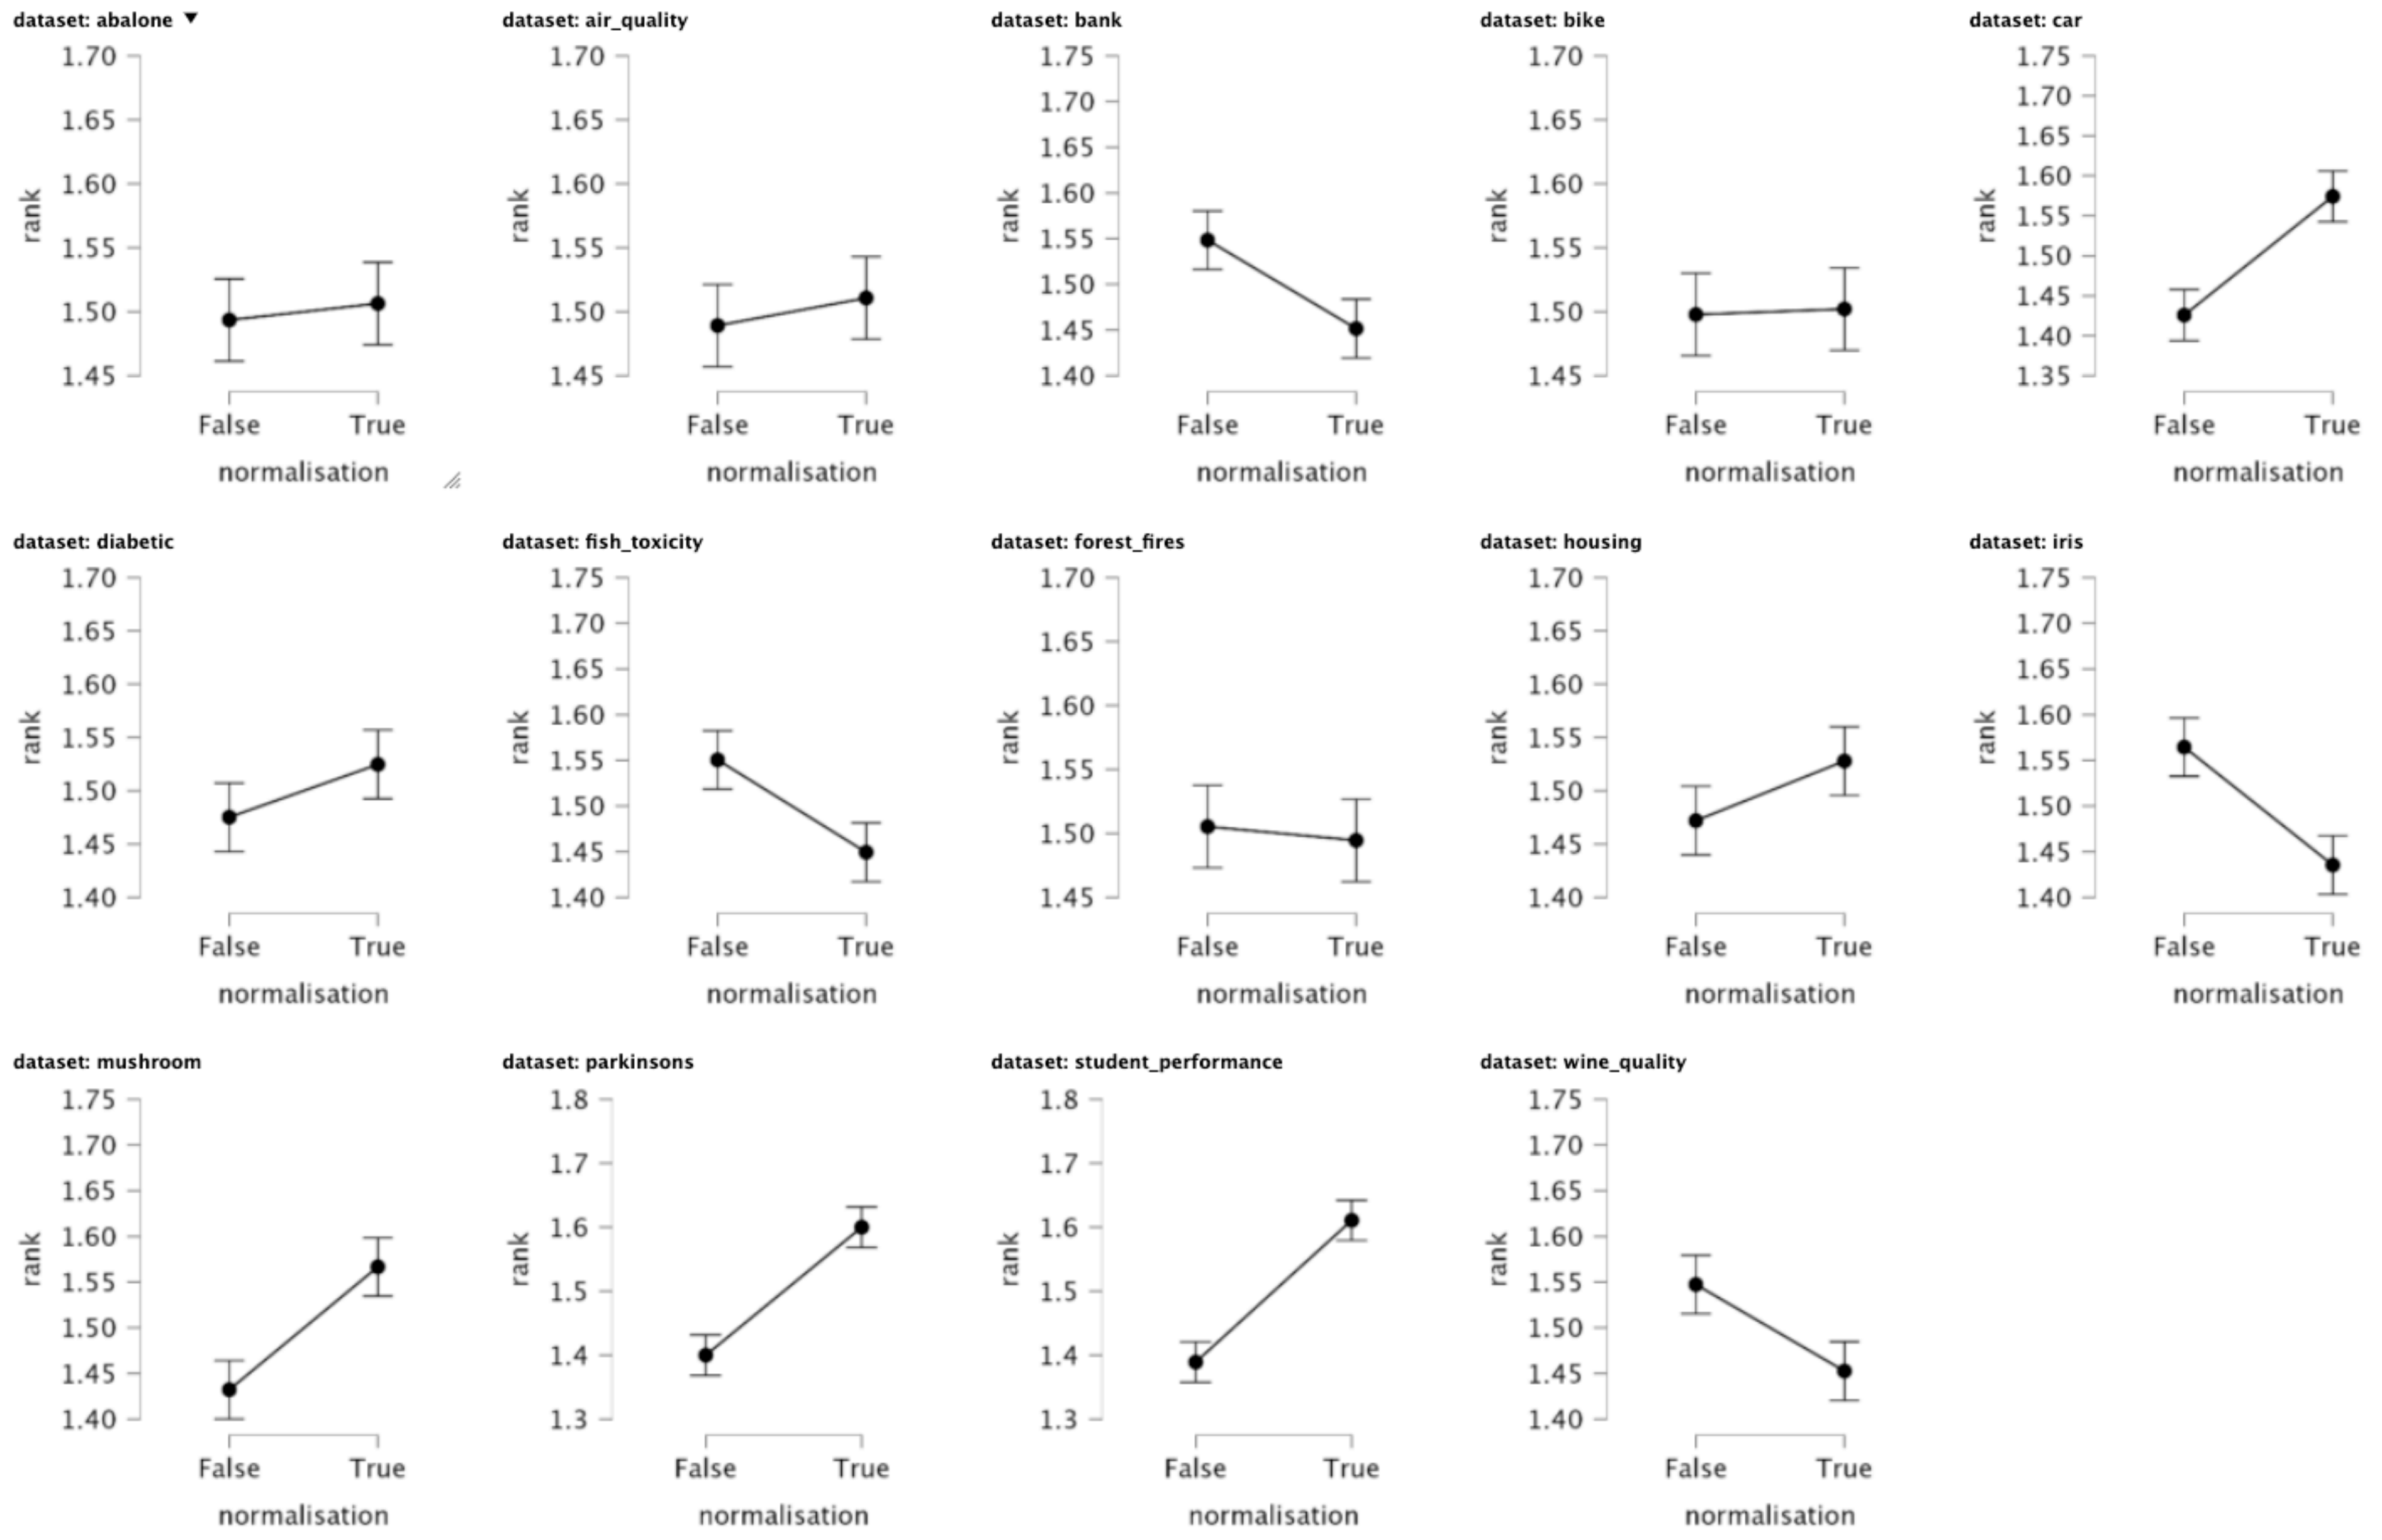 dataset: abalone ▼
1.70
1.65
1.60
1.55
1.50
1.45
rank
False True
normalisation
dataset: air_quality
1.70
1.65
1.60
1.55
1.50
1.45
rank
False True
normalisation
dataset: bank
1.75
1.70
1.65
1.60
1.55
1.50
1.45
1.40
rank
False True
normalisation
dataset: bike
1.70
1.65
1.60
1.55
1.50
1.45
rank
False True
normalisation
dataset: car
1.75
1.70
1.65
1.60
1.55
1.50
1.45
1.40
1.35
rank
False True
normalisation
dataset: diabetic
1.70
1.65
1.60
1.55
1.50
1.45
1.40
rank
False True
normalisation
dataset: fish_toxicity
1.75
1.70
1.65
1.60
1.55
1.50
1.45
1.40
rank
False True
normalisation
dataset: forest_fires
1.70
1.65
1.60
1.55
1.50
1.45
rank
False True
normalisation
dataset: housing
1.70
1.65
1.60
1.55
1.50
1.45
1.40
rank
False True
normalisation
dataset: iris
1.75
1.70
1.65
1.60
1.55
1.50
1.45
1.40
rank
False True
normalisation
dataset: mushroom
1.75
1.70
1.65
1.60
1.55
1.50
1.45
1.40
rank
False True
normalisation
dataset: parkinsons
1.8
1.7
1.6
1.5
1.4
1.3
rank
False True
normalisation
dataset: student_performance
1.8
1.7
1.6
1.5
1.4
1.3
rank
False True
normalisation
dataset: wine_quality
1.75
1.70
1.65
1.60
1.55
1.50
1.45
1.40
rank
False True
normalisation